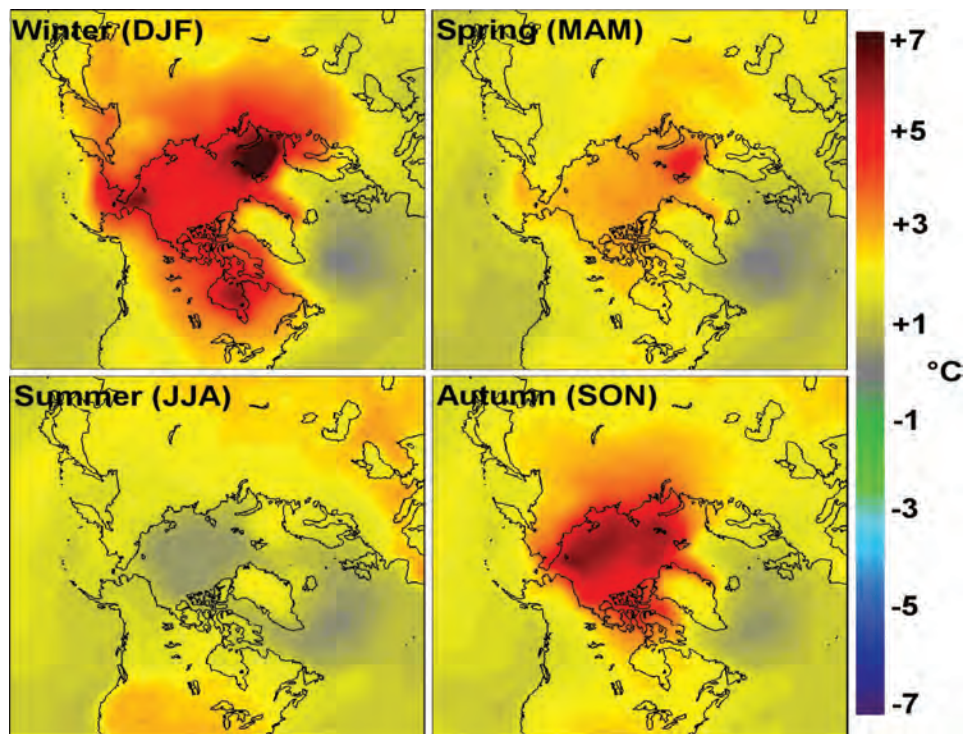 Winter (DJF)
Spring (MAM)
Summer (JJA)
Autumn (SON)
+7
+5
+3
+1
°C
-1
-3
-5
-7